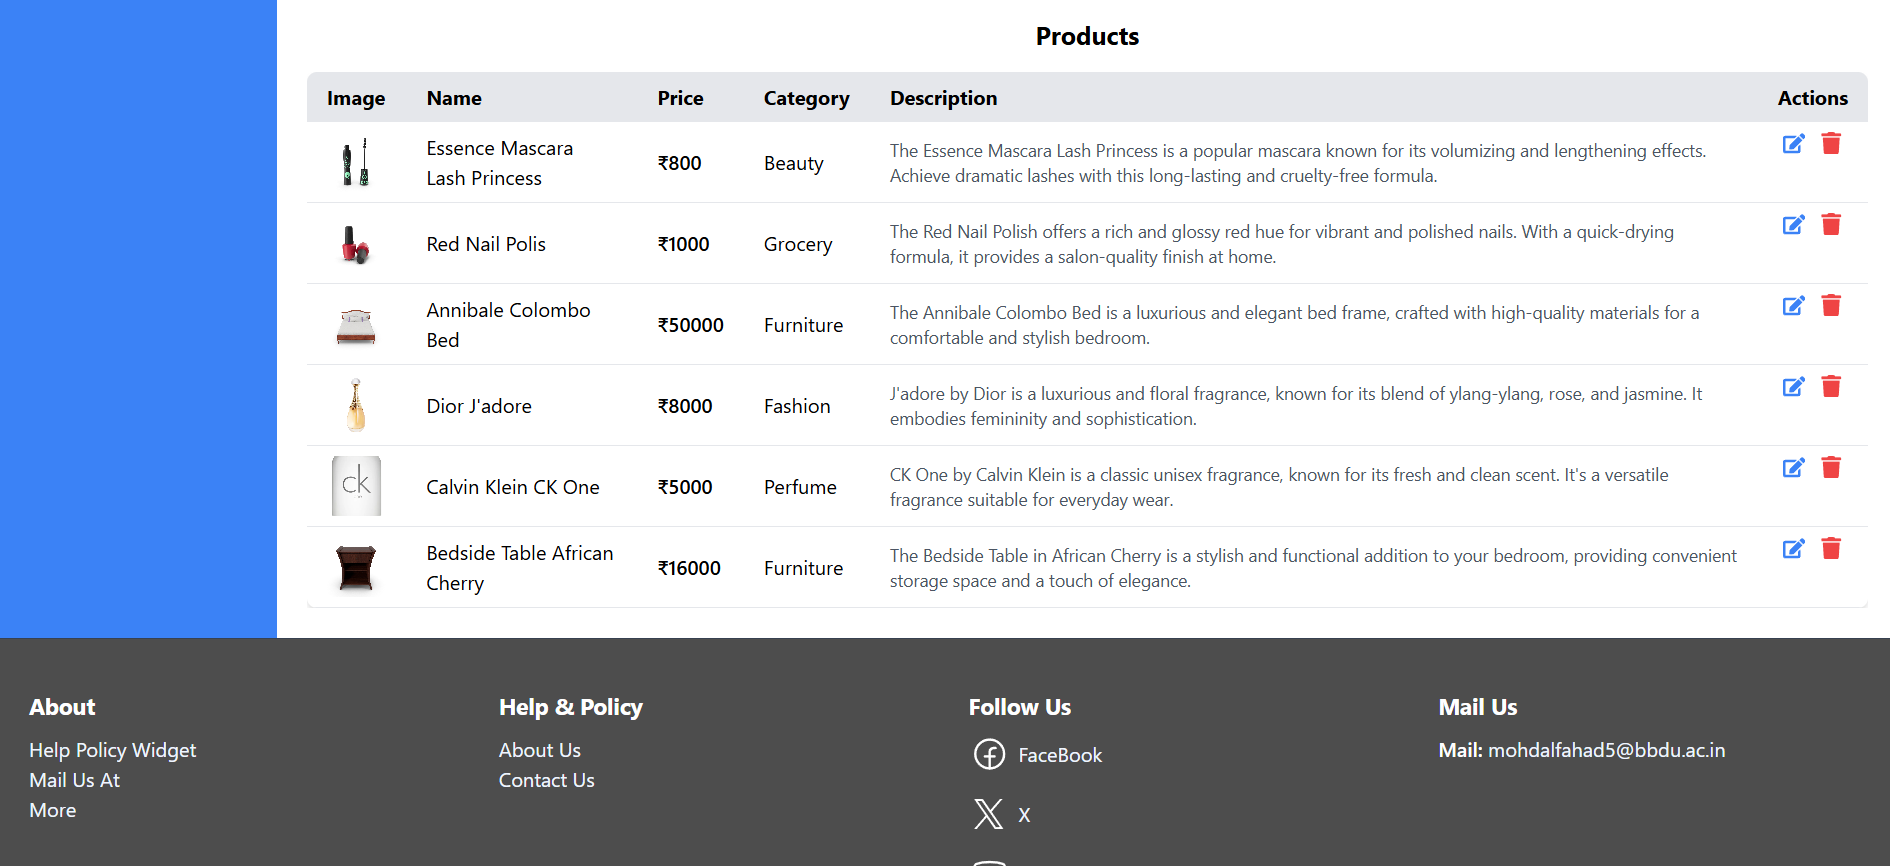 Products
Image Name Price Category Description Actions
Essence Mascara
Lash Princess
₹800
Beauty
The Essence Mascara Lash Princess is a popular mascara known for its volumizing and lengthening effects.
Achieve dramatic lashes with this long-lasting and cruelty-free formula.
Red Nail Polis
₹1000
Grocery
The Red Nail Polish offers a rich and glossy red hue for vibrant and polished nails. With a quick-drying
formula, it provides a salon-quality finish at home.
Annibale Colombo
Bed
₹50000
Furniture
The Annibale Colombo Bed is a luxurious and elegant bed frame, crafted with high-quality materials for a
comfortable and stylish bedroom.
Dior J'adore
₹8000
Fashion
J'adore by Dior is a luxurious and floral fragrance, known for its blend of ylang-ylang, rose, and jasmine. It
embodies femininity and sophistication.
ck
Calvin Klein CK One
₹5000
Perfume
CK One by Calvin Klein is a classic unisex fragrance, known for its fresh and clean scent. It's a versatile
fragrance suitable for everyday wear.
Bedside Table African
Cherry
₹16000
Furniture
The Bedside Table in African Cherry is a stylish and functional addition to your bedroom, providing convenient
storage space and a touch of elegance.
About
Help Policy Widget
Mail Us At
More
Help & Policy
About Us
Contact Us
Follow Us
FaceBook
X
Mail Us
Mail: mohdalfahad5@bbdu.ac.in